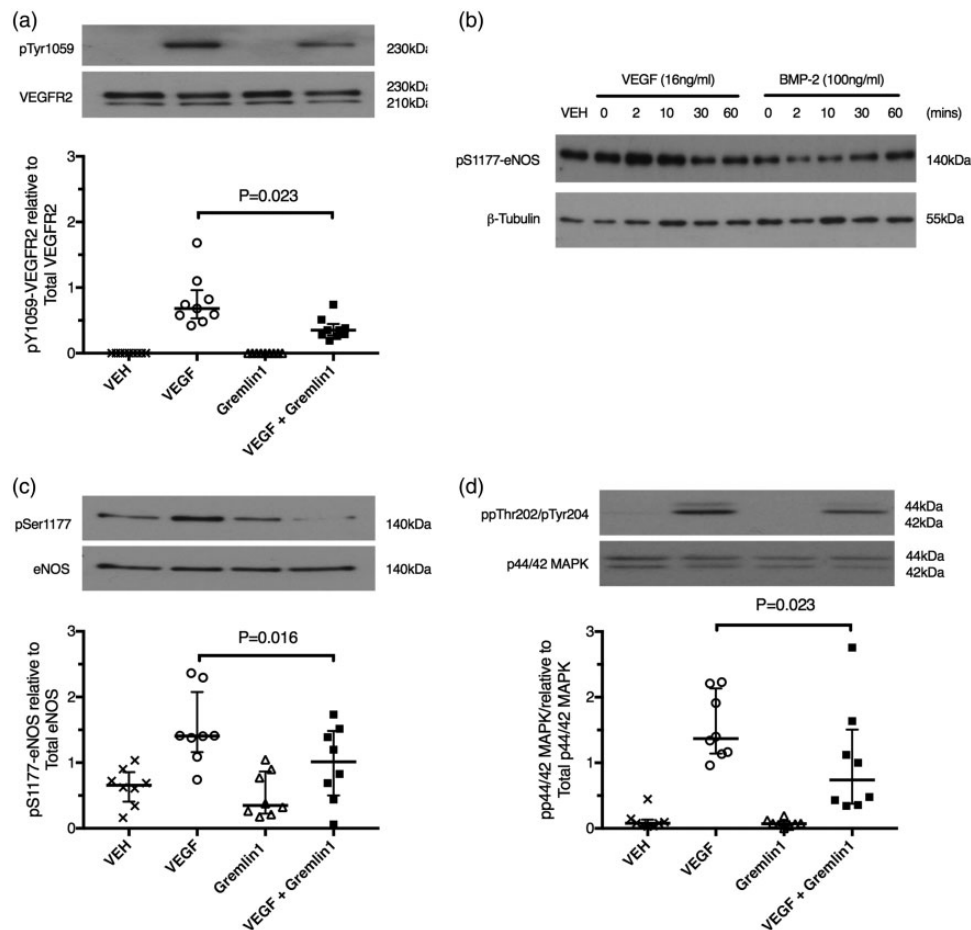 (a)
pTyr1059
230kDa
VEGFR2
230kDa
210kDa
pY1059-VEGFR2 relative to
Total VEGFR2
3
2
1
0
P=0.023
VEH
VEGF
Gremlin1
VEGF + Gremlin1
(b)
VEGF (16ng/ml) BMP-2 (100ng/ml)
VEH 0 2 10 30 60 0 2 10 30 60 (mins)
pS1177-eNOS 140kDa
β-Tubulin 55kDa
(c)
pSer1177 140kDa
eNOS 140kDa
pS1177-eNOS relative to
Total eNOS
3
2
1
0
P=0.016
VEH
VEGF
Gremlin1
VEGF + Gremlin1
(d)
ppThr202/pTyr204
44kDa
42kDa
p44/42 MAPK
44kDa
42kDa
pp44/42 MAPK/relative to
Total p44/42 MAPK
3
2
1
0
P=0.023
VEH
VEGF
Gremlin1
VEGF + Gremlin1